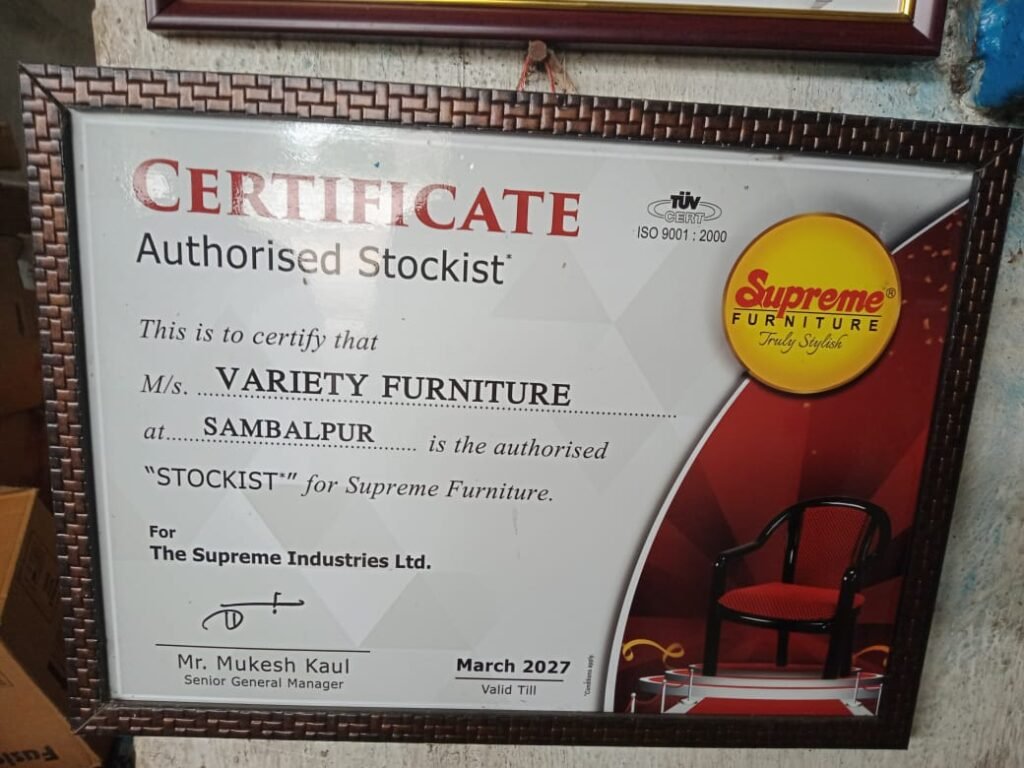 CERTIFICATE
Authorised Stockist*
TÜV
CERT
ISO 9001 : 2000
Supreme®
FURNITURE
Truly Stylish
This is to certify that
M/s. VARIETY FURNITURE
at SAMBALPUR is the authorised
“STOCKIST*” for Supreme Furniture.
For
The Supreme Industries Ltd.
Mr. Mukesh Kaul
Senior General Manager
March 2027
Valid Till
*Conditions apply